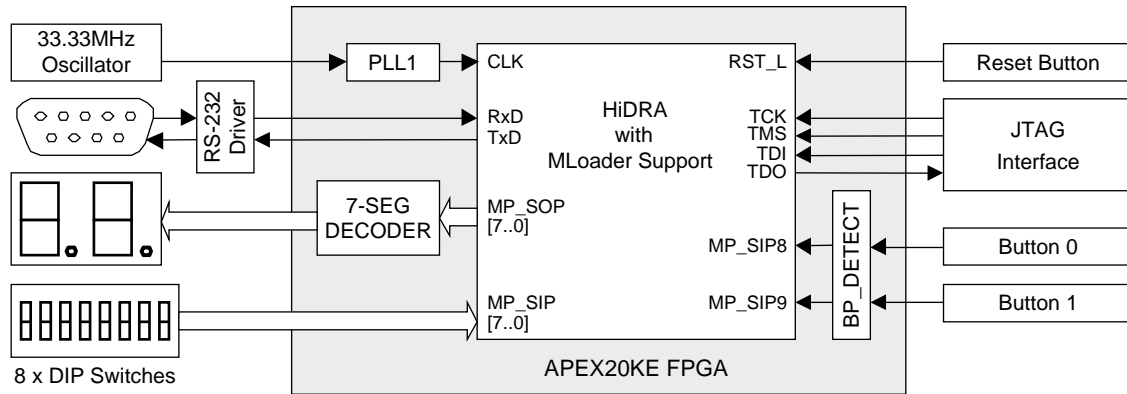 33.33MHz
Oscillator
PLL1
CLK
RST_L
Reset Button
RS-232
Driver
RxD
TxD
HiDRA
with
MLoader Support
TCK
TMS
TDI
TDO
JTAG
Interface
7-SEG
DECODER
MP_SOP
[7..0]
MP_SIP8
BP_DETECT
Button 0
MP_SIP
[7..0]
MP_SIP9
Button 1
8 x DIP Switches
APEX20KE FPGA